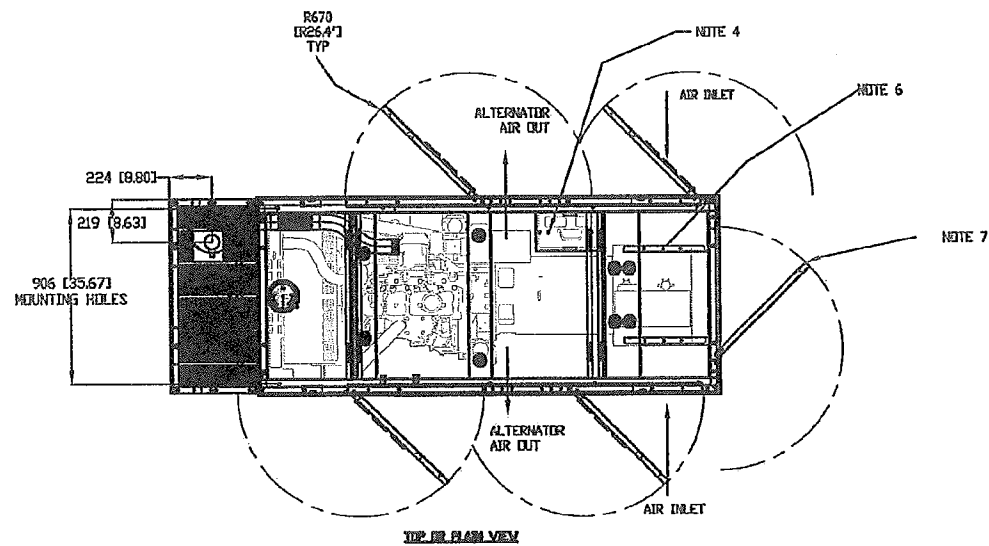 R670
[R26.4"]
TYP
NOTE 4
ALTERNATOR
AIR OUT
AIR INLET
NOTE 6
224 [8.80]
219 [8.63]
NOTE 7
906 [35.67]
MOUNTING HOLES
ALTERNATOR
AIR OUT
AIR INLET
TOP OR PLAIN VIEW